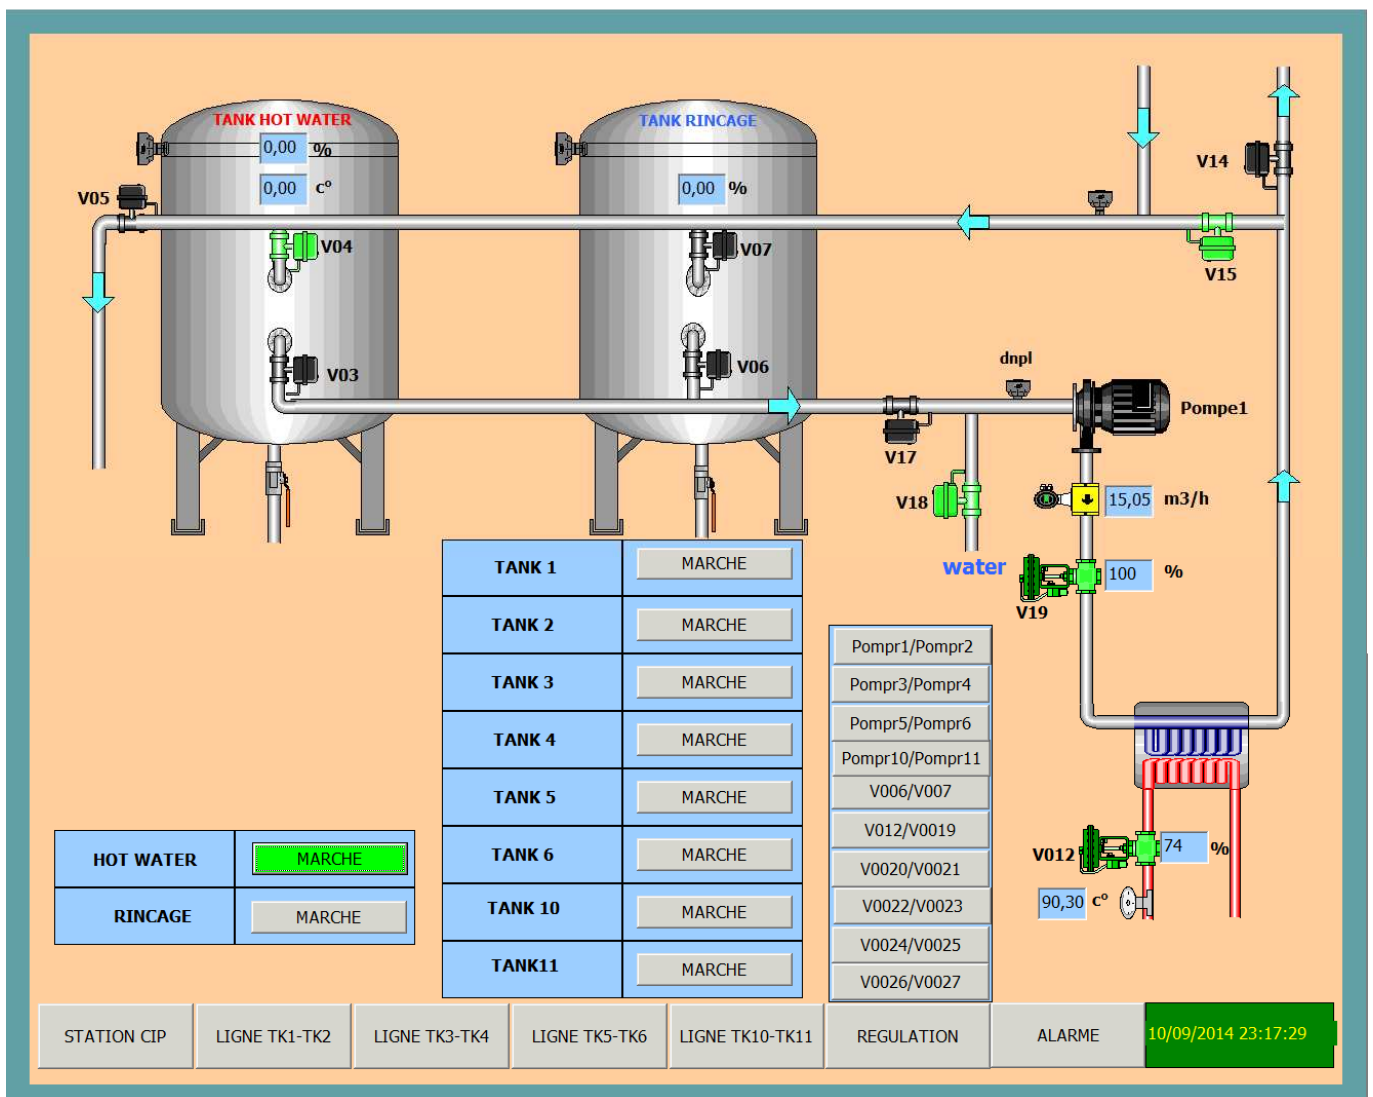 TANK HOT WATER
0,00 %
0,00 c°
TANK RINCAGE
0,00 %
V05
V04
V07
V14
V15
V03
V06
dnpl
Pompe1
V17
V18
15,05 m3/h
water
100 %
V19
TANK 1 MARCHE
TANK 2 MARCHE
TANK 3 MARCHE
TANK 4 MARCHE
TANK 5 MARCHE
TANK 6 MARCHE
TANK 10 MARCHE
TANK11 MARCHE
Pompr1/Pompr2
Pompr3/Pompr4
Pompr5/Pompr6
Pompr10/Pompr11
V006/V007
V012/V0019
V0020/V0021
V0022/V0023
V0024/V0025
V0026/V0027
HOT WATER MARCHE
RINCAGE MARCHE
V012
74 %
90,30 c°
STATION CIP
LIGNE TK1-TK2
LIGNE TK3-TK4
LIGNE TK5-TK6
LIGNE TK10-TK11
REGULATION
ALARME
10/09/2014 23:17:29